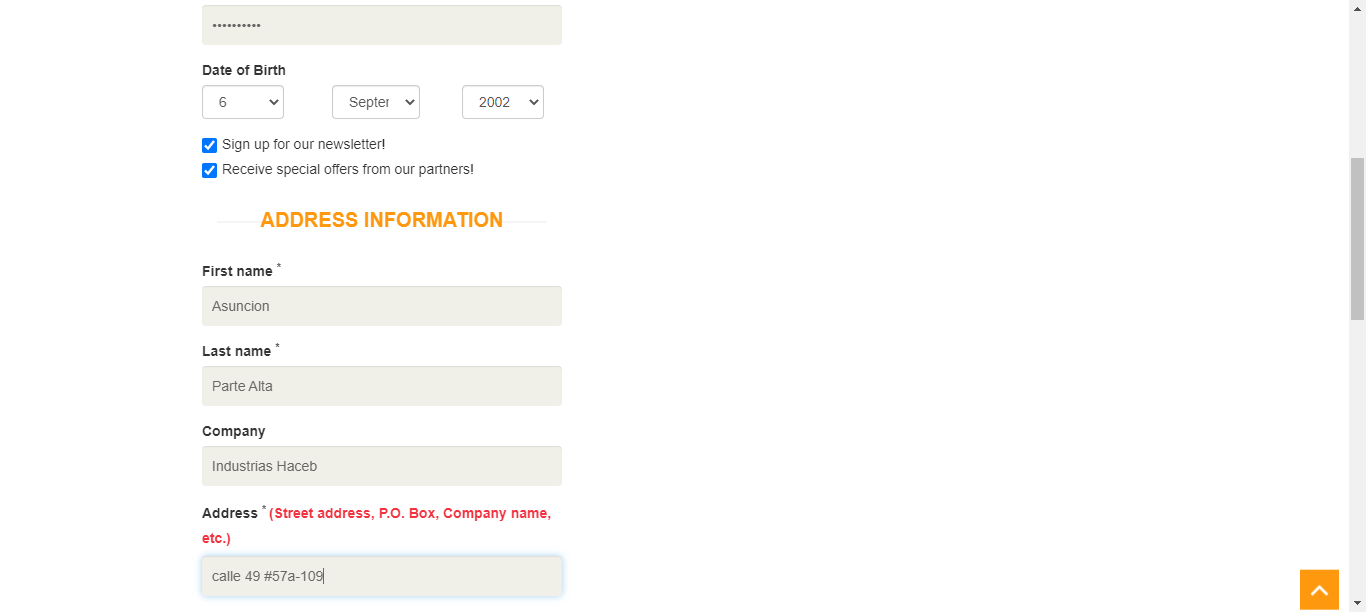 ••••••••••
Date of Birth
6 Septer 2002
Sign up for our newsletter!
Receive special offers from our partners!
ADDRESS INFORMATION
First name *
Asuncion
Last name *
Parte Alta
Company
Industrias Haceb
Address * (Street address, P.O. Box, Company name,
etc.)
calle 49 #57a-109